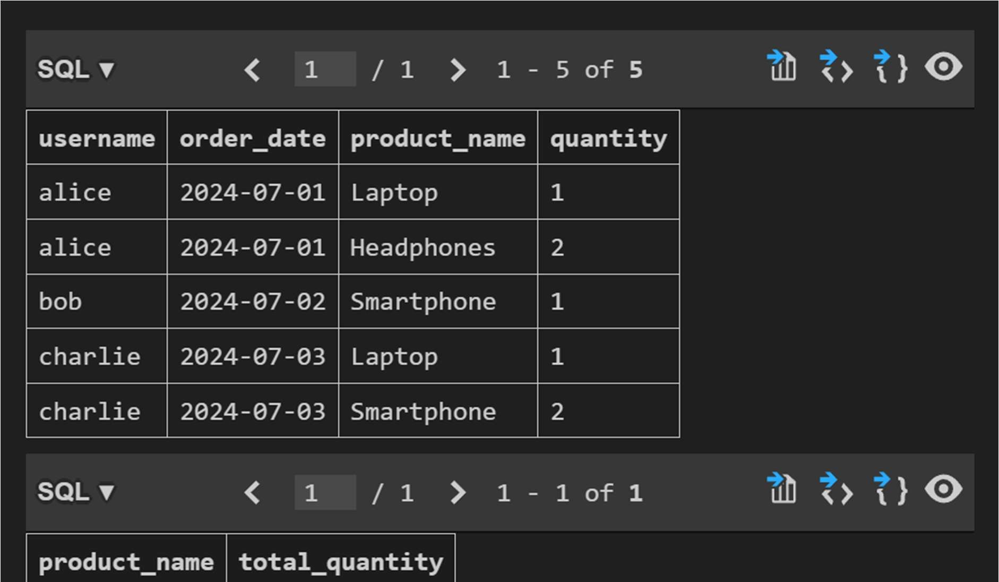 SQL ▼ 1 / 1 1 - 5 of 5
username order_date product_name quantity
alice 2024-07-01 Laptop 1
alice 2024-07-01 Headphones 2
bob 2024-07-02 Smartphone 1
charlie 2024-07-03 Laptop 1
charlie 2024-07-03 Smartphone 2
SQL ▼ 1 / 1 1 - 1 of 1
product_name total_quantity